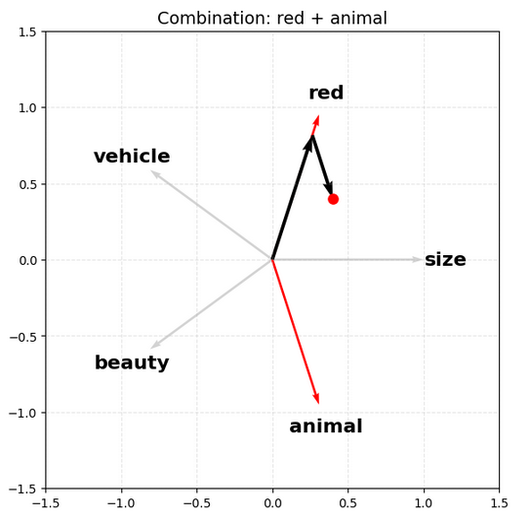 Combination: red + animal
1.5
red
1.0
vehicle
0.5
0.0
size
−0.5
beauty
−1.0
animal
−1.5
−1.5 −1.0 −0.5 0.0 0.5 1.0 1.5